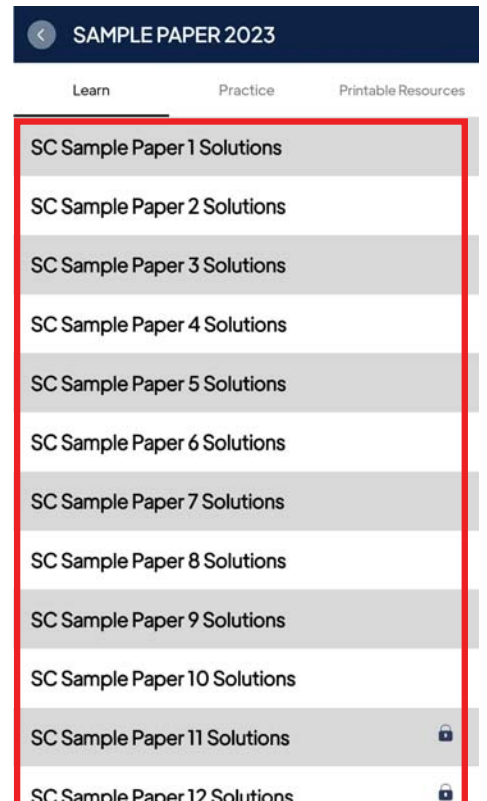 SAMPLE PAPER 2023
Learn Practice Printable Resources
SC Sample Paper 1 Solutions
SC Sample Paper 2 Solutions
SC Sample Paper 3 Solutions
SC Sample Paper 4 Solutions
SC Sample Paper 5 Solutions
SC Sample Paper 6 Solutions
SC Sample Paper 7 Solutions
SC Sample Paper 8 Solutions
SC Sample Paper 9 Solutions
SC Sample Paper 10 Solutions
SC Sample Paper 11 Solutions
SC Sample Paper 12 Solutions